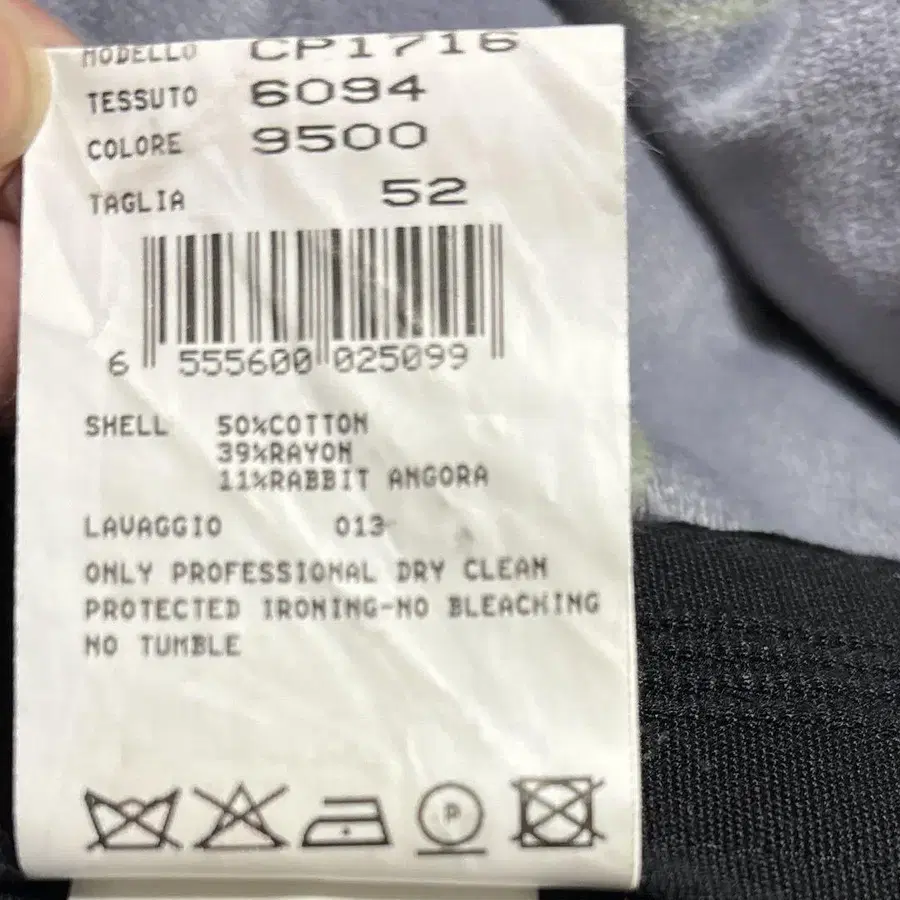 MODELLO CP1716
TESSUTO 6094
COLORE 9500
TAGLIA 52
6 555600 025099
SHELL 50%COTTON
39%RAYON
11%RABBIT ANGORA
LAVAGGIO 013
ONLY PROFESSIONAL DRY CLEAN
PROTECTED IRONING-NO BLEACHING
NO TUMBLE
P